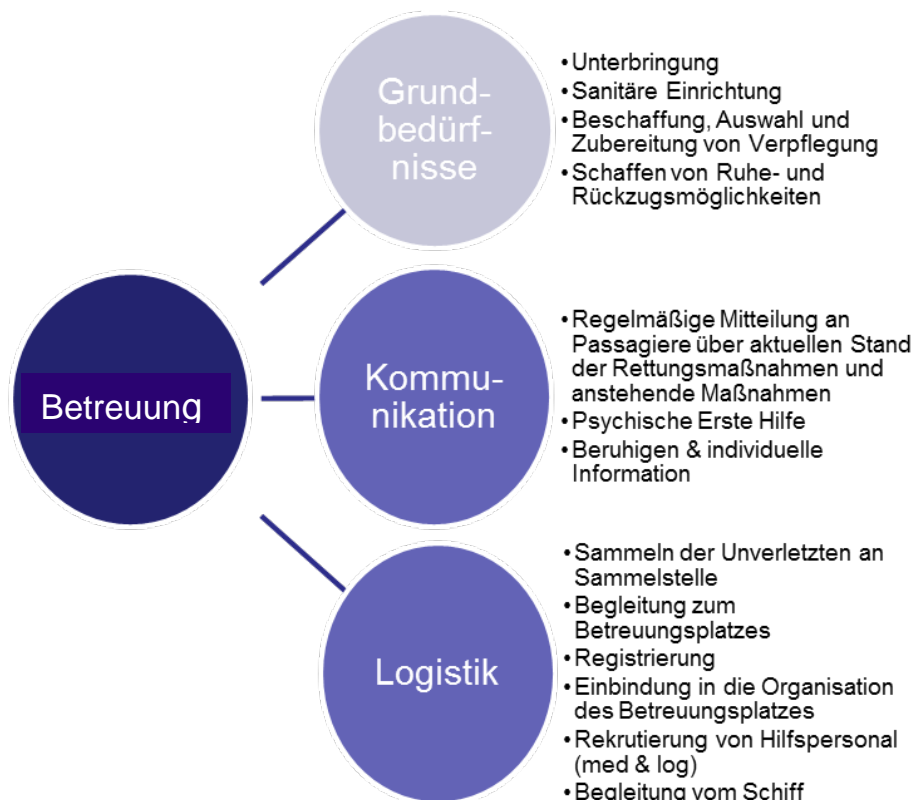 Betreuung
Grund-
bedürf-
nisse
•Unterbringung
•Sanitäre Einrichtung
•Beschaffung, Auswahl und
Zubereitung von Verpflegung
•Schaffen von Ruhe- und
Rückzugsmöglichkeiten
Kommu-
nikation
•Regelmäßige Mitteilung an
Passagiere über aktuellen Stand
der Rettungsmaßnahmen und
anstehende Maßnahmen
•Psychische Erste Hilfe
•Beruhigen & individuelle
Information
Logistik
•Sammeln der Unverletzten an
Sammelstelle
•Begleitung zum
Betreuungsplatzes
•Registrierung
•Einbindung in die Organisation
des Betreuungsplatzes
•Rekrutierung von Hilfspersonal
(med & log)
•Begleitung vom Schiff